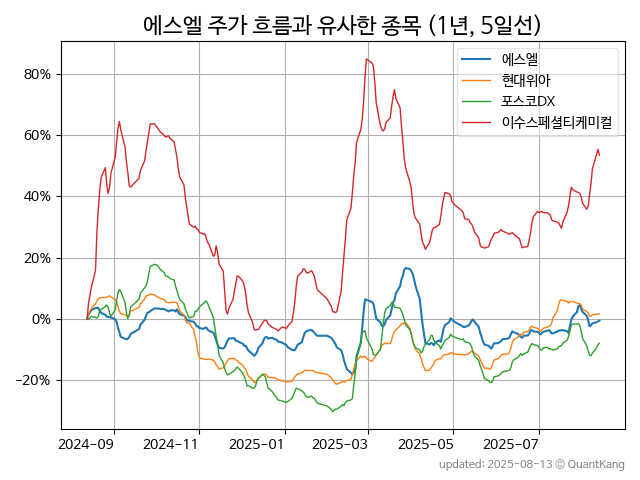 에스엘 주가 흐름과 유사한 종목 (1년, 5일선)
에스엘
현대위아
포스코DX
이수스페셜티케미컬
80%
60%
40%
20%
0%
−20%
2024-09 2024-11 2025-01 2025-03 2025-05 2025-07
updated: 2025-08-13 © QuantKang